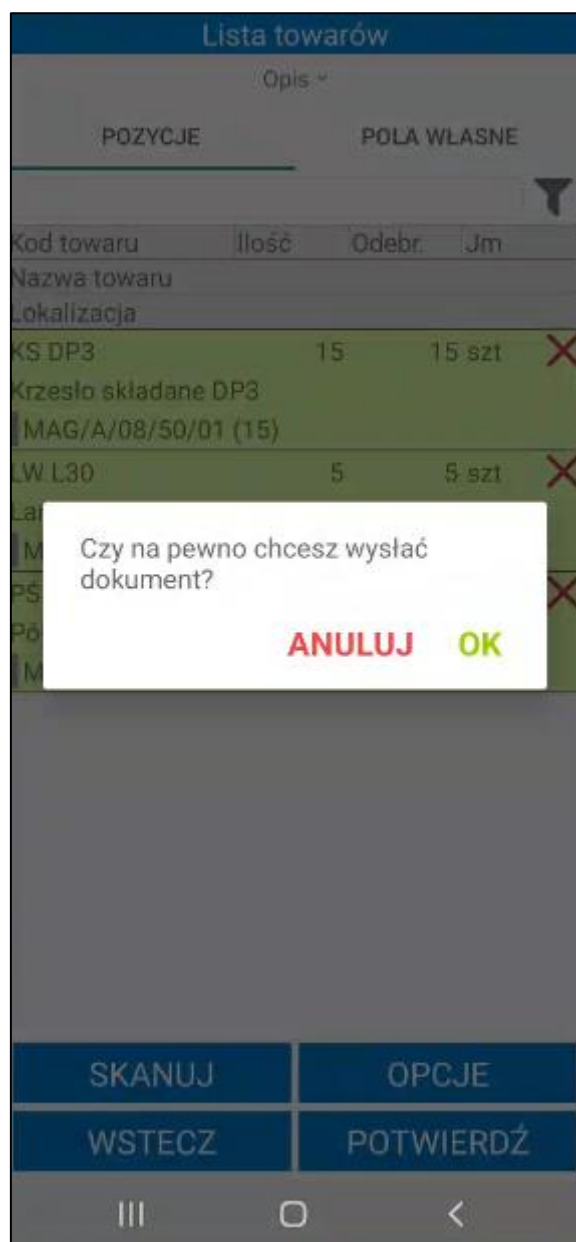 Lista towarów
Opis
POZYCJE POLA WŁASNE
Kod towaru Ilość Odebr. Jm
Nazwa towaru
Lokalizacja
KS DP3 15 15 szt
Krzesło składane DP3
MAG/A/08/50/01 (15)
LW L30 5 5 szt
Czy na pewno chcesz wysłać
dokument?
ANULUJ OK
SKANUJ OPCJE
WSTECZ POTWIERDŹ